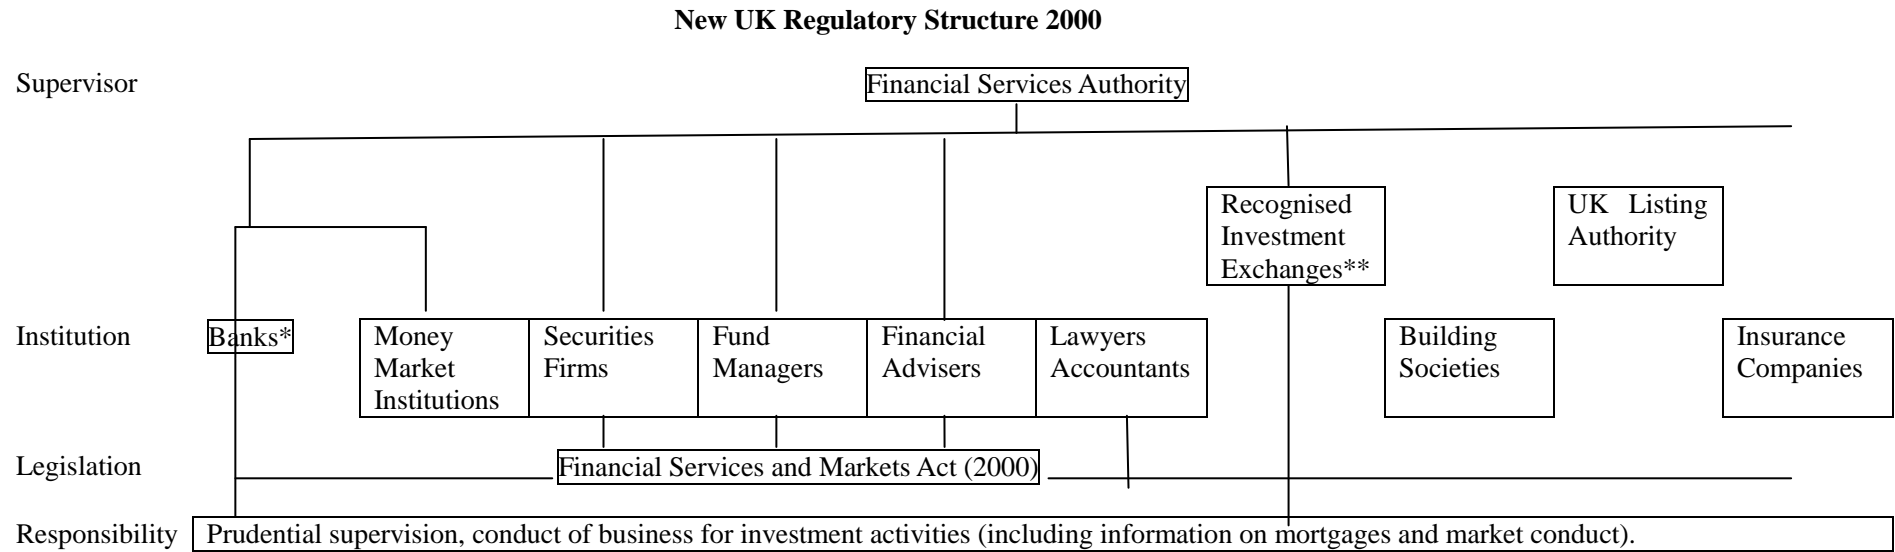 New UK Regulatory Structure 2000
Supervisor
Financial Services Authority
Recognised
Investment
Exchanges**
UK Listing
Authority
Institution
Banks*
Money
Market
Institutions
Securities
Firms
Fund
Managers
Financial
Advisers
Lawyers
Accountants
Building
Societies
Insurance
Companies
Legislation
Financial Services and Markets Act (2000)
Responsibility
Prudential supervision, conduct of business for investment activities (including information on mortgages and market conduct).